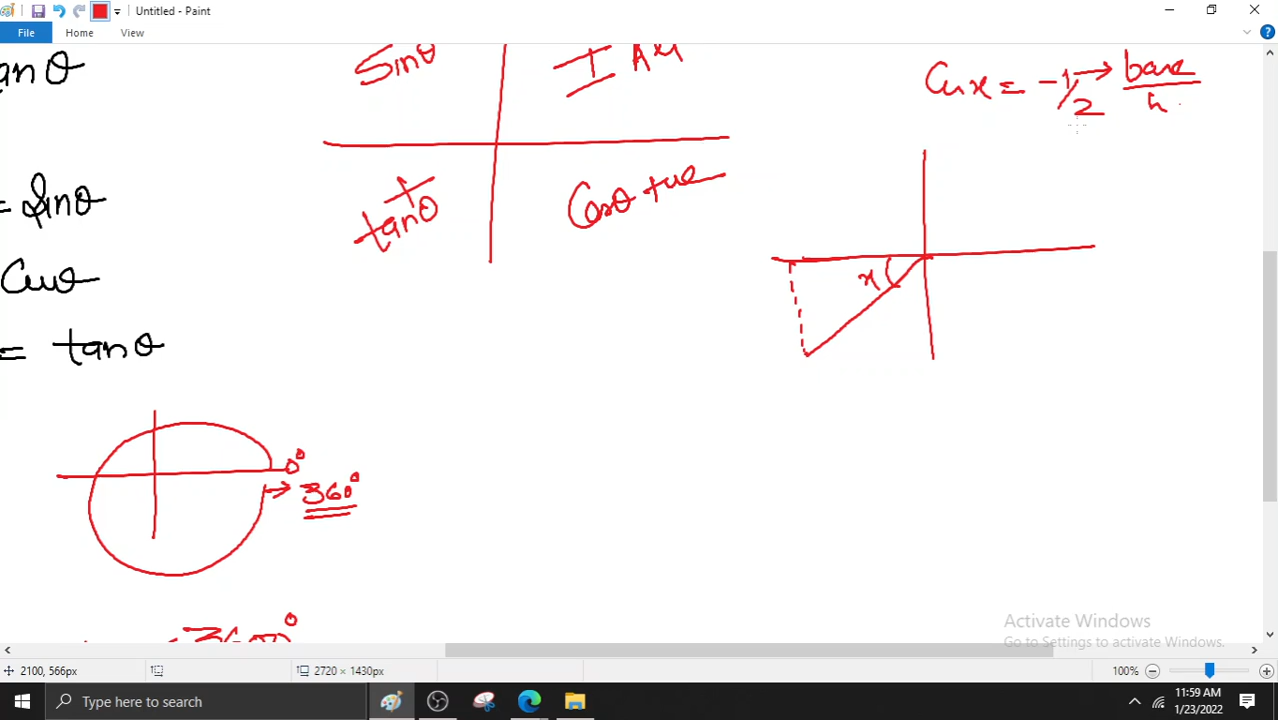 Untitled - Paint
File Home View
tanθ
Sinθ
I
Cos x = -1/2 → base/h
+
tanθ
Cosθ +ve
= Sinθ
Cosθ
= tanθ
x
0°
360°
= 3600°
Activate Windows
Go to Settings to activate Windows.
2100, 566px
2720 × 1430px
100%
Type here to search
11:59 AM
1/23/2022